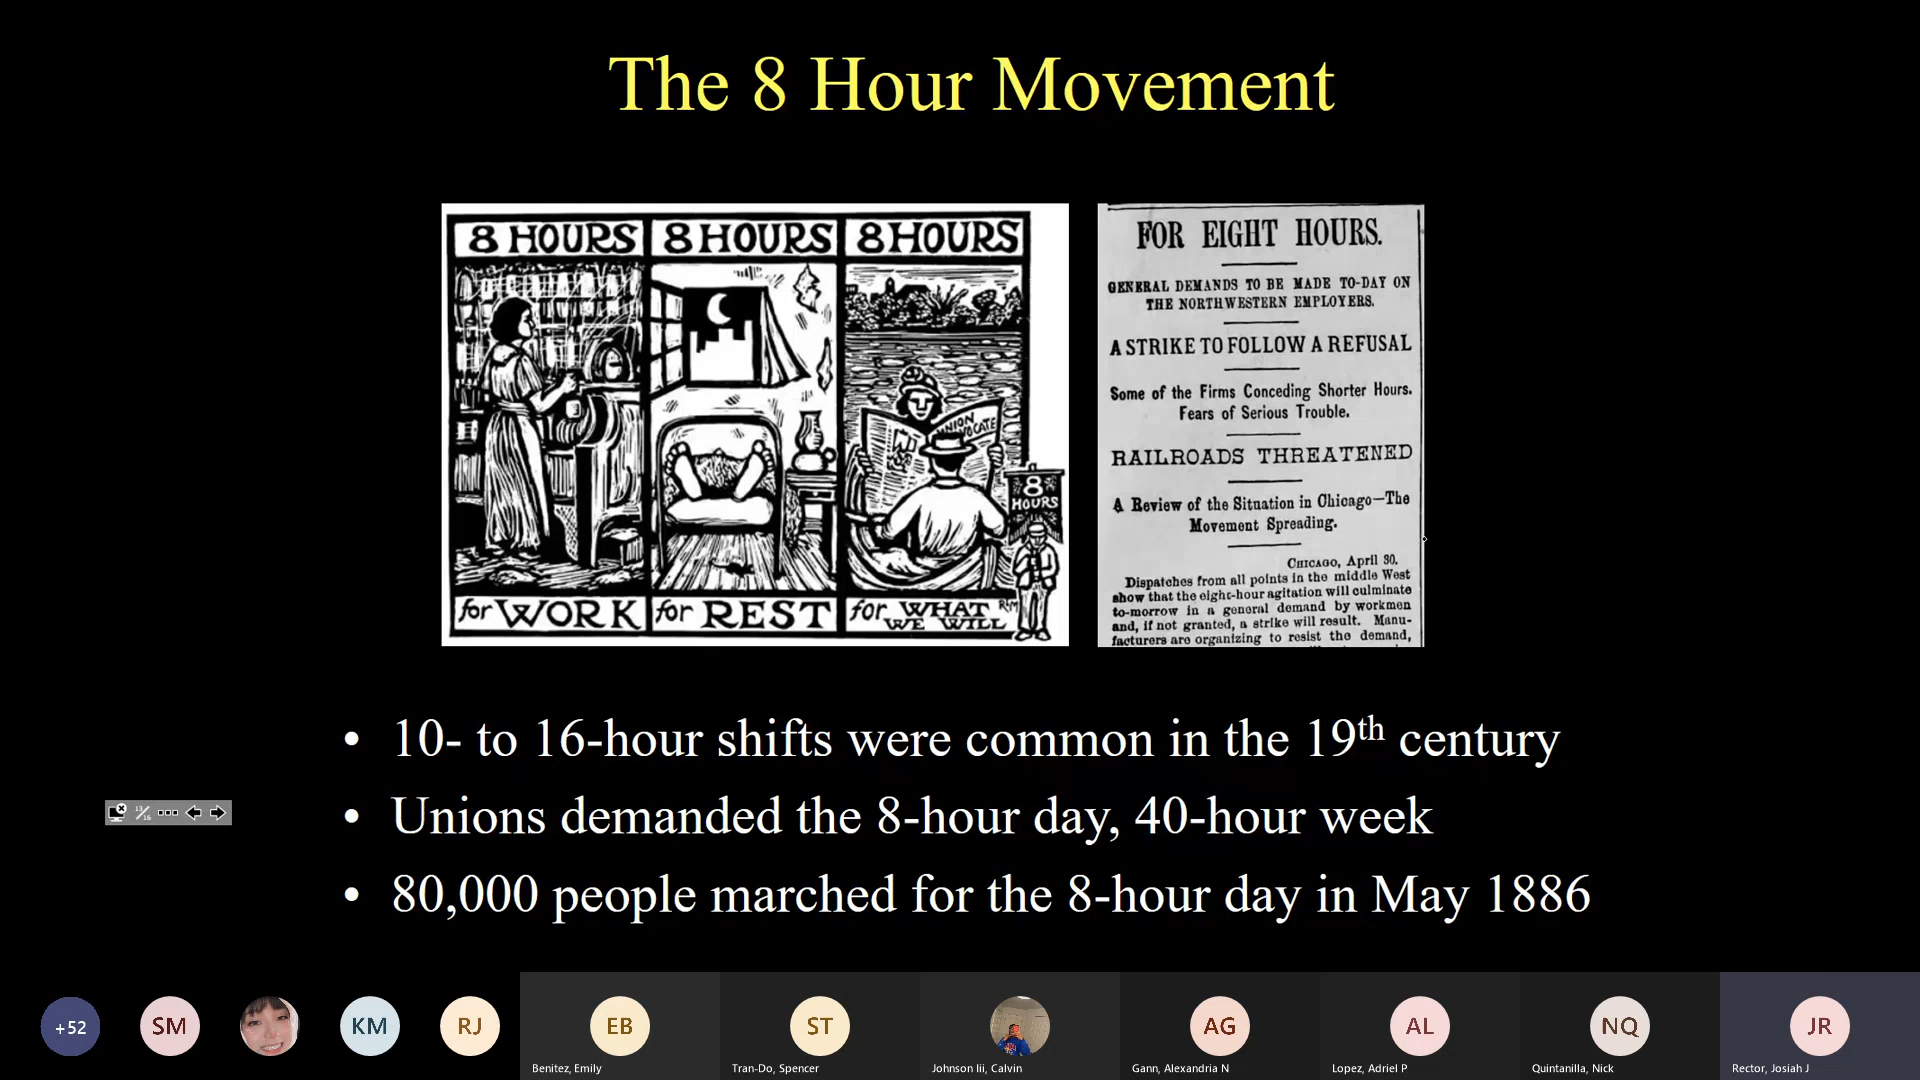 The 8 Hour Movement
8 HOURS 8 HOURS 8 HOURS
UNION
ADVOCATE
8
HOURS
for WORK for REST for WHAT
WE WILL
RLM
FOR EIGHT HOURS.
GENERAL DEMANDS TO BE MADE TO-DAY ON
THE NORTHWESTERN EMPLOYERS.
A STRIKE TO FOLLOW A REFUSAL
Some of the Firms Conceding Shorter Hours.
Fears of Serious Trouble.
RAILROADS THREATENED
A Review of the Situation in Chicago—The
Movement Spreading.
CHICAGO, April 30.
Dispatches from all points in the middle West
show that the eight-hour agitation will culminate
to-morrow in a general demand by workmen
and, if not granted, a strike will result. Manu-
facturers are organizing to resist the demand,
• 10- to 16-hour shifts were common in the 19th century
• Unions demanded the 8-hour day, 40-hour week
• 80,000 people marched for the 8-hour day in May 1886
13/16
+52 SM KM RJ EB ST AG AL NQ JR
Benitez, Emily Tran-Do, Spencer Johnson Iii, Calvin Gann, Alexandria N Lopez, Adriel P Quintanilla, Nick Rector, Josiah J